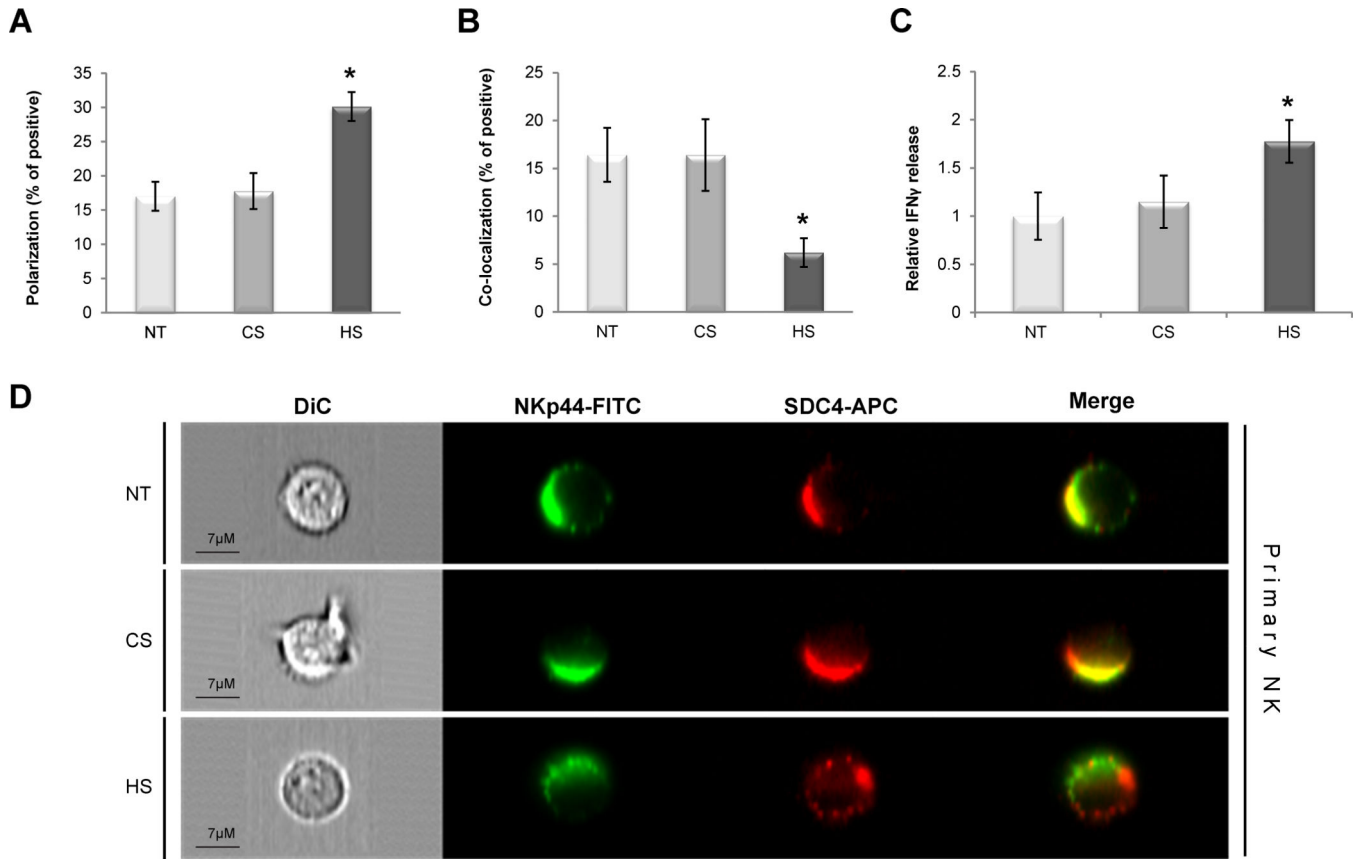 A
Polarization (% of positive)
35
30
25
20
15
10
5
0
*
NT CS HS
B
Co-localization (% of positive)
25
20
15
10
5
0
*
NT CS HS
C
Relative IFNγ release
2.5
2
1.5
1
0.5
0
*
NT CS HS
D
DiC NKp44-FITC SDC4-APC Merge
NT
7µM
CS
7µM
HS
7µM
Primary NK